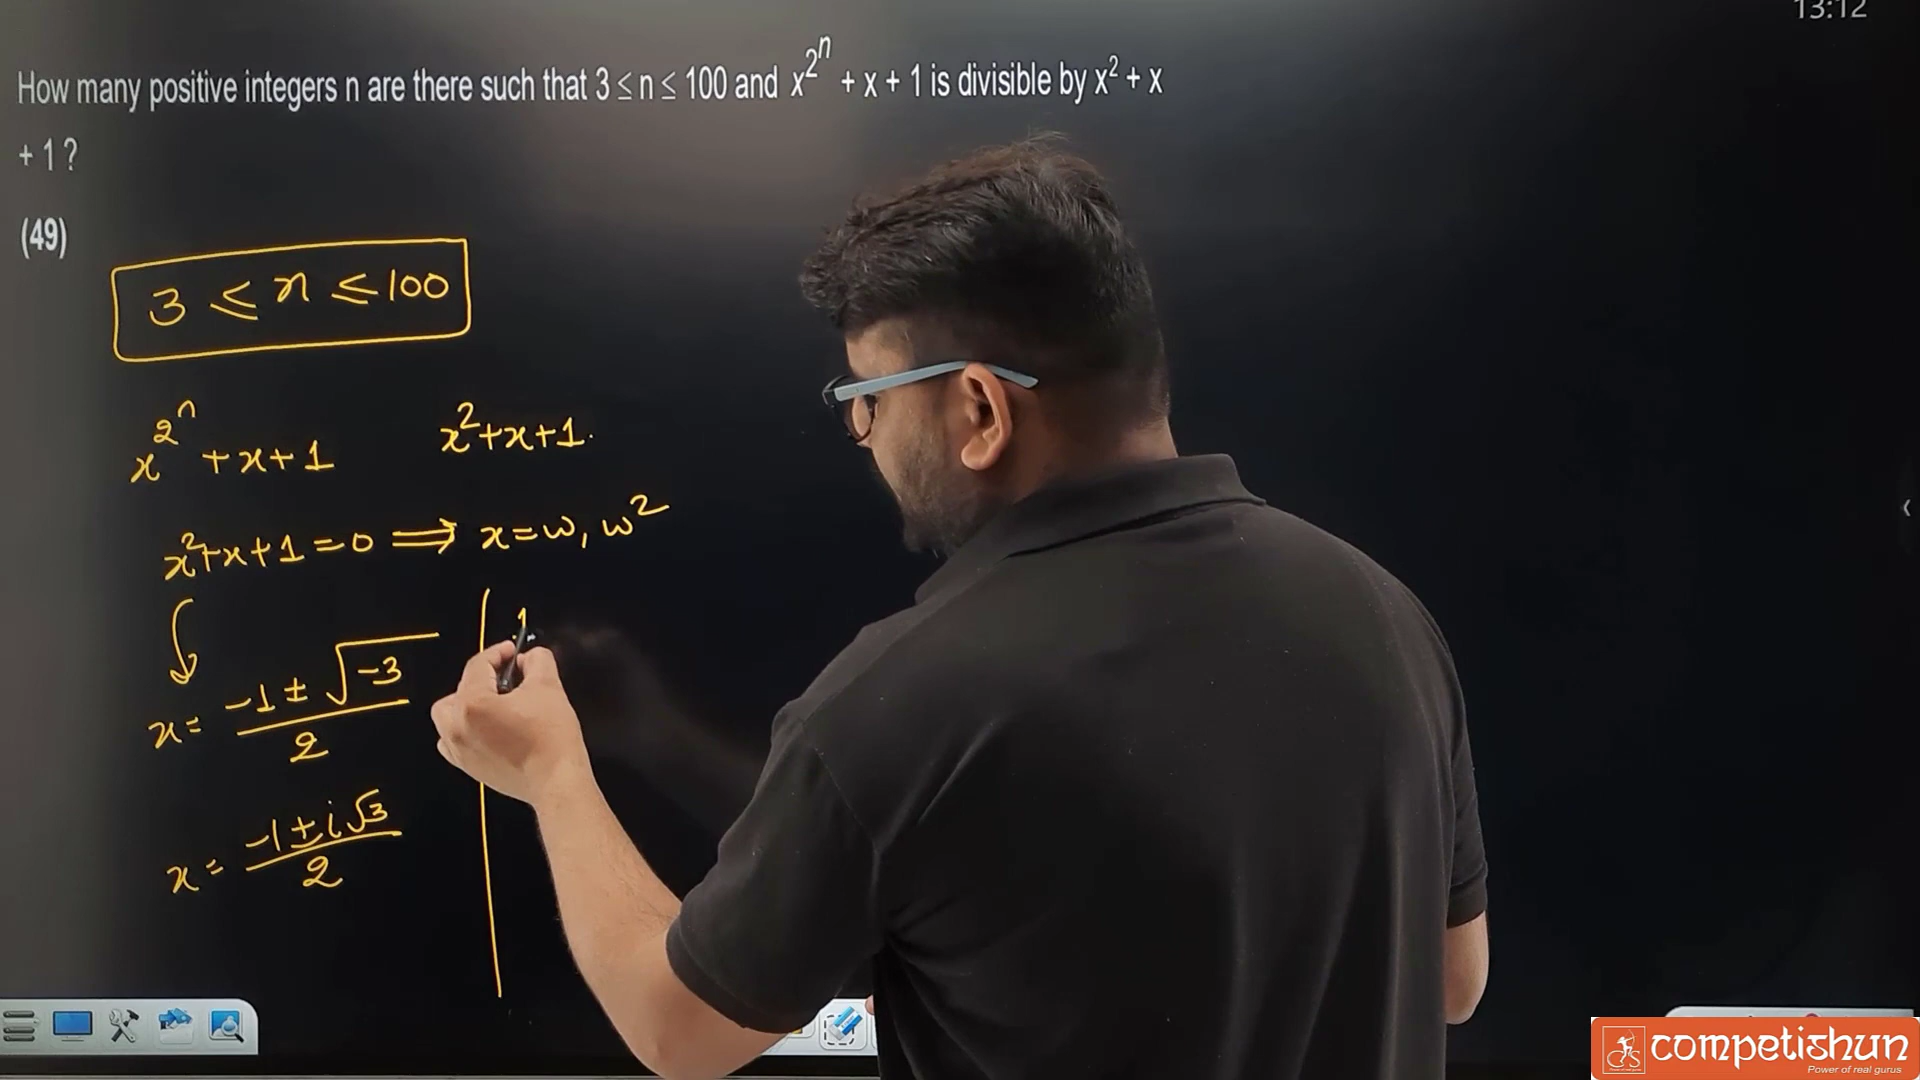 13:12
How many positive integers n are there such that 3 ≤ n ≤ 100 and x^{2^n} + x + 1 is divisible by x² + x
+ 1 ?
(49)
3 ≤ n ≤ 100
x^{2^n} + x + 1 x² + x + 1.
x² + x + 1 = 0 ⟹ x = w, w²
x = (-1 ± √-3)/2
1
x = (-1 ± i√3)/2
competishun
Power of real gurus